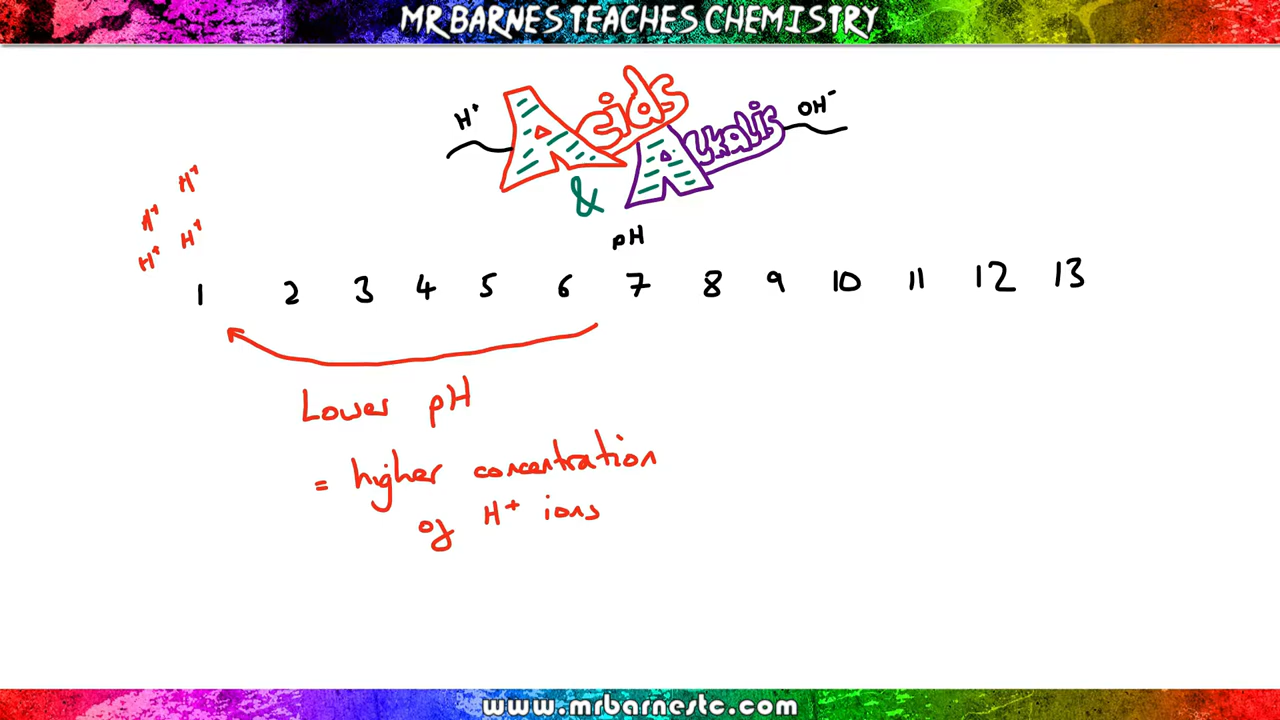 MR BARNES TEACHES CHEMISTRY
H⁺ Acids
& Alkalis OH⁻
H⁺
H⁺
H⁺ H⁺
pH
1 2 3 4 5 6 7 8 9 10 11 12 13
Lower pH
= higher concentration
of H⁺ ions
www.mrbarnestc.com